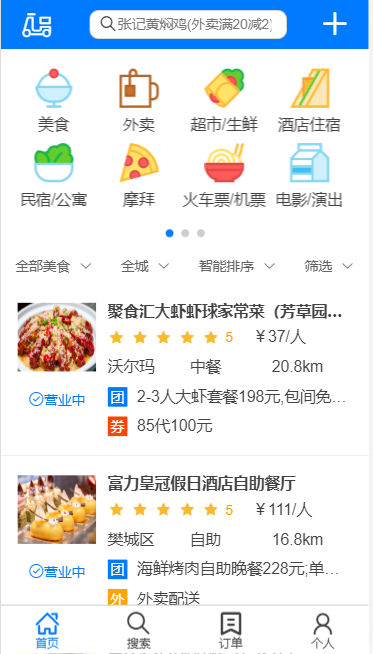 张记黄焖鸡(外卖满20减2)
美食 外卖 超市/生鲜 酒店住宿
民宿/公寓 摩拜 火车票/机票 电影/演出
全部美食 全城 智能排序 筛选
聚食汇大虾虾球家常菜（芳草园...
5 ￥37/人
沃尔玛 中餐 20.8km
营业中 团 2-3人大虾套餐198元,包间免...
券 85代100元
富力皇冠假日酒店自助餐厅
5 ￥111/人
樊城区 自助 16.8km
营业中 团 海鲜烤肉自助晚餐228元;单...
外 外卖配送
首页 搜索 订单 个人